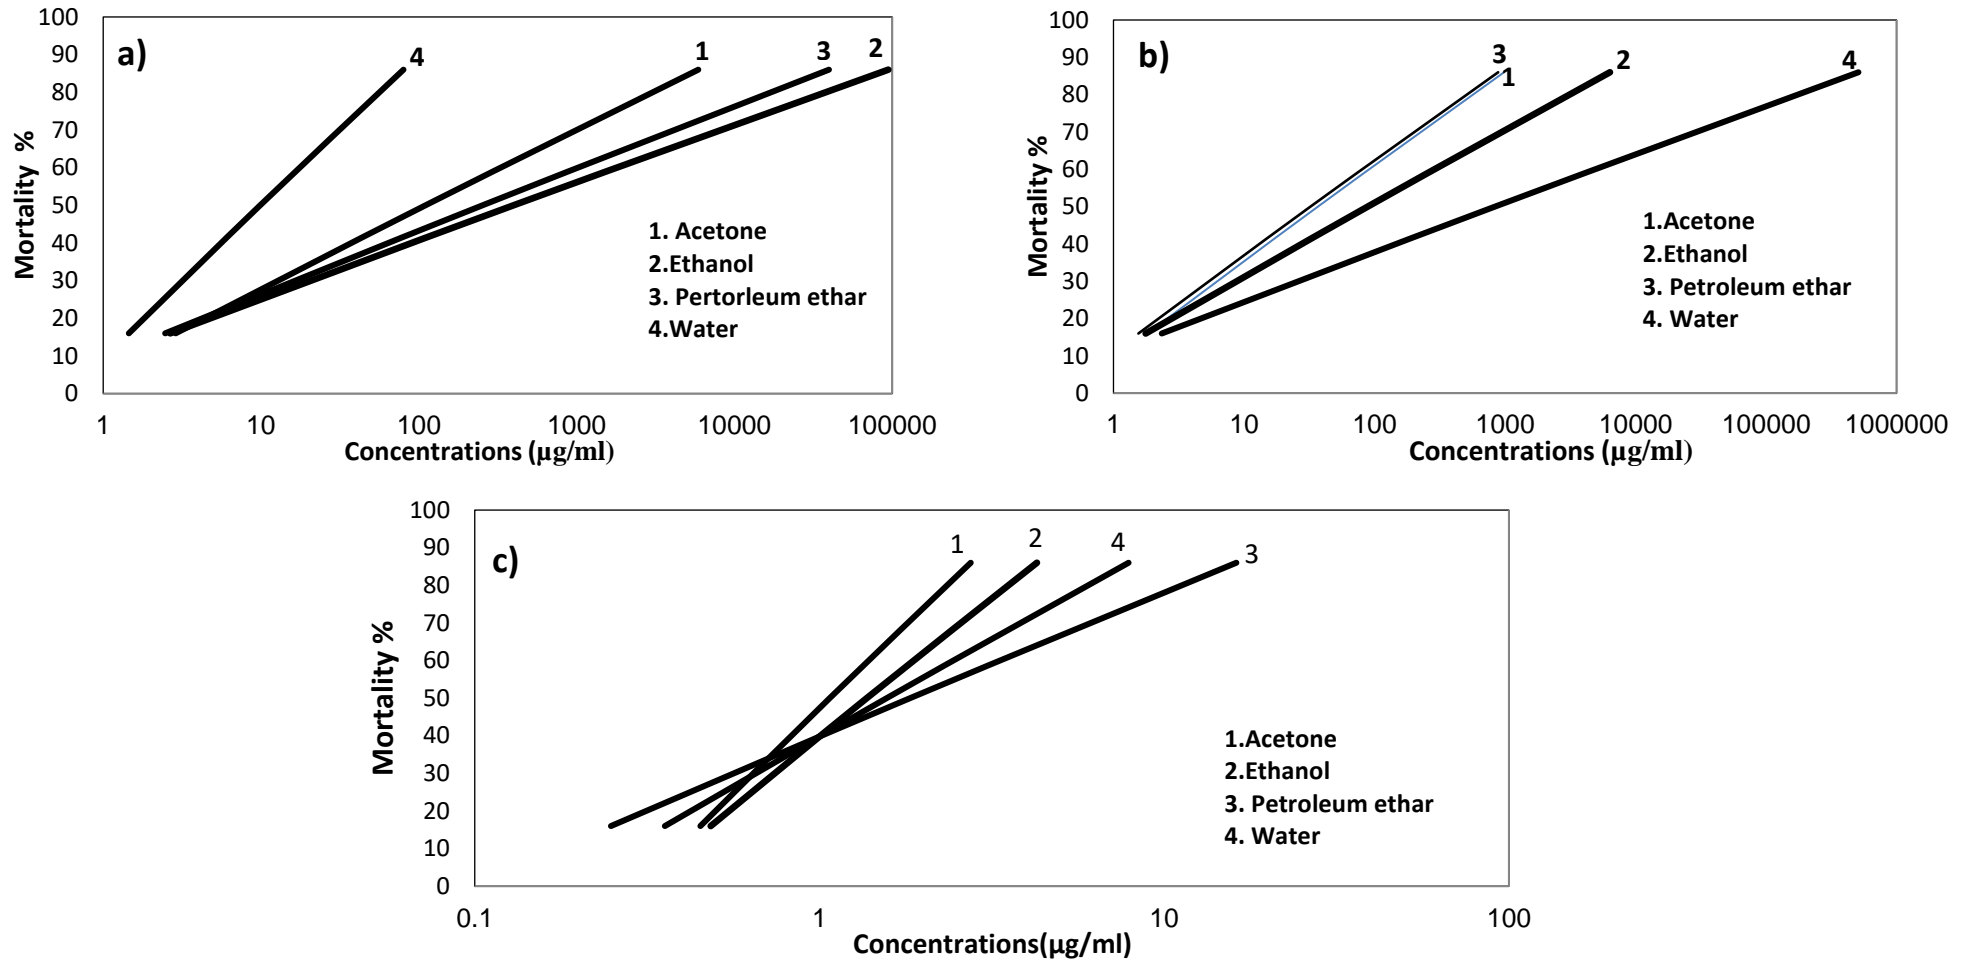 a)
Mortality %
100
90
80
70
60
50
40
30
20
10
0
4
1
3
2
1. Acetone
2.Ethanol
3. Pertorleum ethar
4.Water
1 10 100 1000 10000 100000
Concentrations (µg/ml)
b)
Mortality %
100
90
80
70
60
50
40
30
20
10
0
3
1
2
4
1.Acetone
2.Ethanol
3. Petroleum ethar
4. Water
1 10 100 1000 10000 100000 1000000
Concentrations (µg/ml)
c)
Mortality %
100
90
80
70
60
50
40
30
20
10
0
1
2
4
3
1.Acetone
2.Ethanol
3. Petroleum ethar
4. Water
0.1 1 10 100
Concentrations(µg/ml)